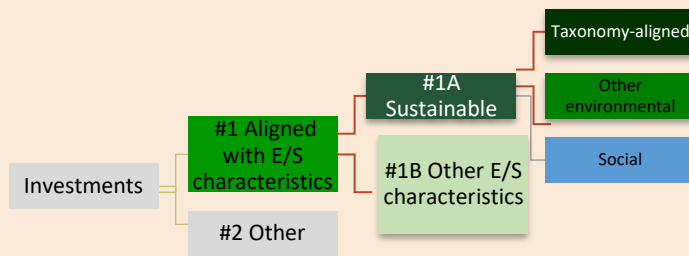 Investments
#1 Aligned
with E/S
characteristics
#2 Other
#1A
Sustainable
#1B Other E/S
characteristics
Taxonomy-aligned
Other
environmental
Social